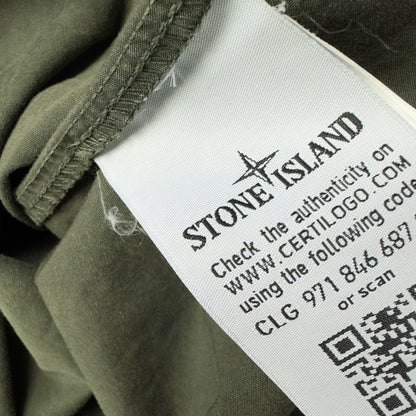 STONE ISLAND
Check the authenticity on
WWW.CERTILOGO.COM
using the following code
CLG 971 846 687
or scan